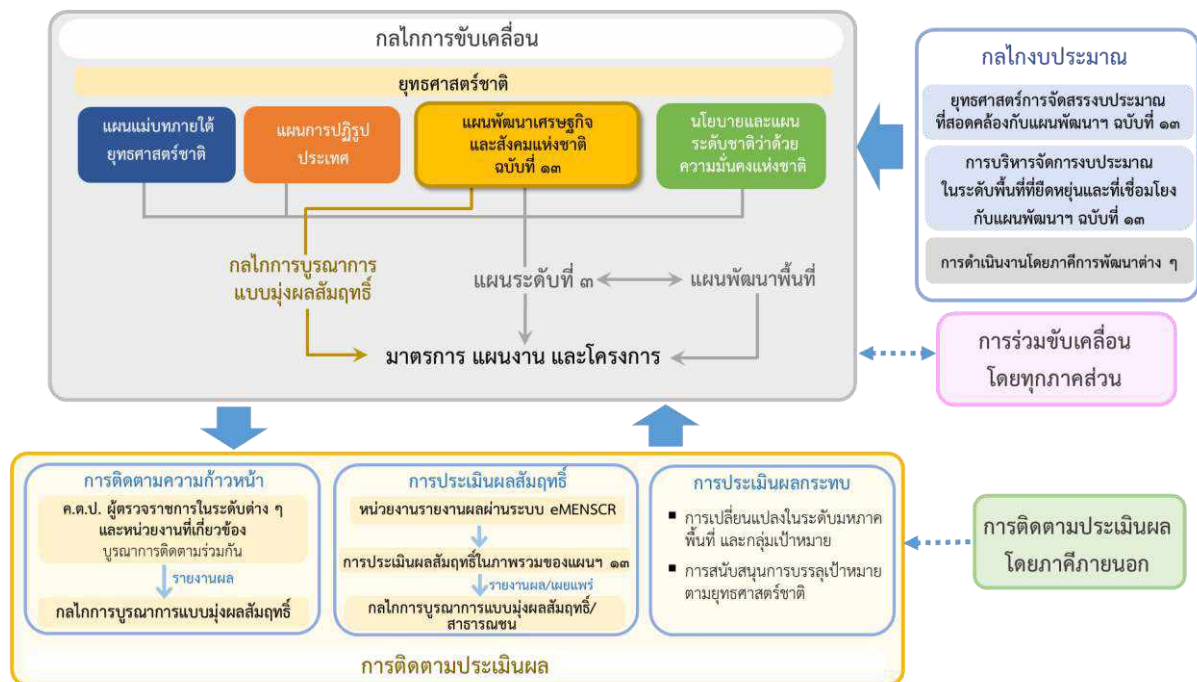 กลไกการขับเคลื่อน
ยุทธศาสตร์ชาติ
แผนแม่บทภายใต้
ยุทธศาสตร์ชาติ
แผนการปฏิรูป
ประเทศ
แผนพัฒนาเศรษฐกิจ
และสังคมแห่งชาติ
ฉบับที่ ๑๓
นโยบายและแผน
ระดับชาติว่าด้วย
ความมั่นคงแห่งชาติ
กลไกการบูรณาการ
แบบมุ่งผลสัมฤทธิ์
แผนระดับที่ ๓
แผนพัฒนาพื้นที่
มาตรการ แผนงาน และโครงการ
กลไกงบประมาณ
ยุทธศาสตร์การจัดสรรงบประมาณ
ที่สอดคล้องกับแผนพัฒนาฯ ฉบับที่ ๑๓
การบริหารจัดการงบประมาณ
ในระดับพื้นที่ที่ยืดหยุ่นและที่เชื่อมโยง
กับแผนพัฒนาฯ ฉบับที่ ๑๓
การดำเนินงานโดยภาคีการพัฒนาต่าง ๆ
การร่วมขับเคลื่อน
โดยทุกภาคส่วน
การติดตามความก้าวหน้า
ค.ต.ป. ผู้ตรวจราชการในระดับต่าง ๆ
และหน่วยงานที่เกี่ยวข้อง
บูรณาการติดตามร่วมกัน
รายงานผล
กลไกการบูรณาการแบบมุ่งผลสัมฤทธิ์
การประเมินผลสัมฤทธิ์
หน่วยงานรายงานผลผ่านระบบ eMENSCR
การประเมินผลสัมฤทธิ์ในภาพรวมของแผนฯ ๑๓
รายงานผล/เผยแพร่
กลไกการบูรณาการแบบมุ่งผลสัมฤทธิ์/
สาธารณชน
การประเมินผลกระทบ
▪ การเปลี่ยนแปลงในระดับมหภาค
พื้นที่ และกลุ่มเป้าหมาย
▪ การสนับสนุนการบรรลุเป้าหมาย
ตามยุทธศาสตร์ชาติ
การติดตามประเมินผล
การติดตามประเมินผล
โดยภาคีภายนอก